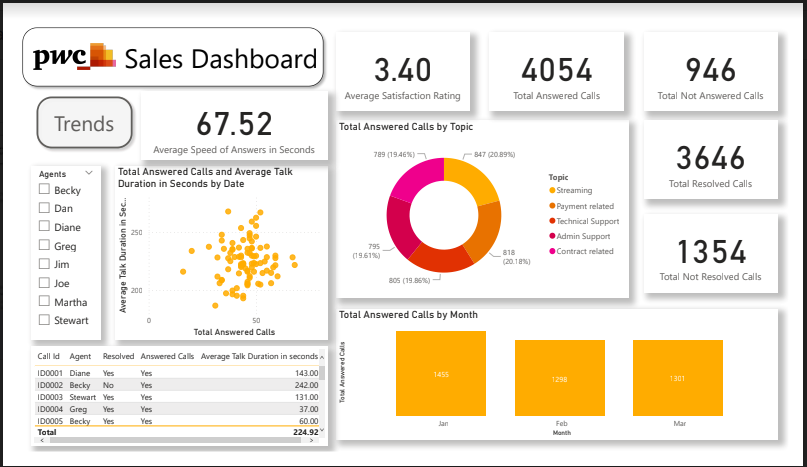 pwc Sales Dashboard
Trends
67.52
Average Speed of Answers in Seconds
3.40
Average Satisfaction Rating
4054
Total Answered Calls
946
Total Not Answered Calls
3646
Total Resolved Calls
1354
Total Not Resolved Calls
Agents
Becky
Dan
Diane
Greg
Jim
Joe
Martha
Stewart
Total Answered Calls and Average Talk
Duration in Seconds by Date
Average Talk Duration in Sec...
250
200
0
50
Total Answered Calls
Total Answered Calls by Topic
789 (19.46%)
847 (20.89%)
818
(20.18%)
805 (19.86%)
795
(19.61%)
Topic
Streaming
Payment related
Technical Support
Admin Support
Contract related
Call Id Agent Resolved Answered Calls Average Talk Duration in seconds
ID0001 Diane Yes Yes 143.00
ID0002 Becky No Yes 242.00
ID0003 Stewart Yes Yes 131.00
ID0004 Greg Yes Yes 37.00
ID0005 Becky Yes Yes 60.00
Total 224.92
Total Answered Calls by Month
Total Answered Calls
1455
1298
1301
Jan
Feb
Mar
Month